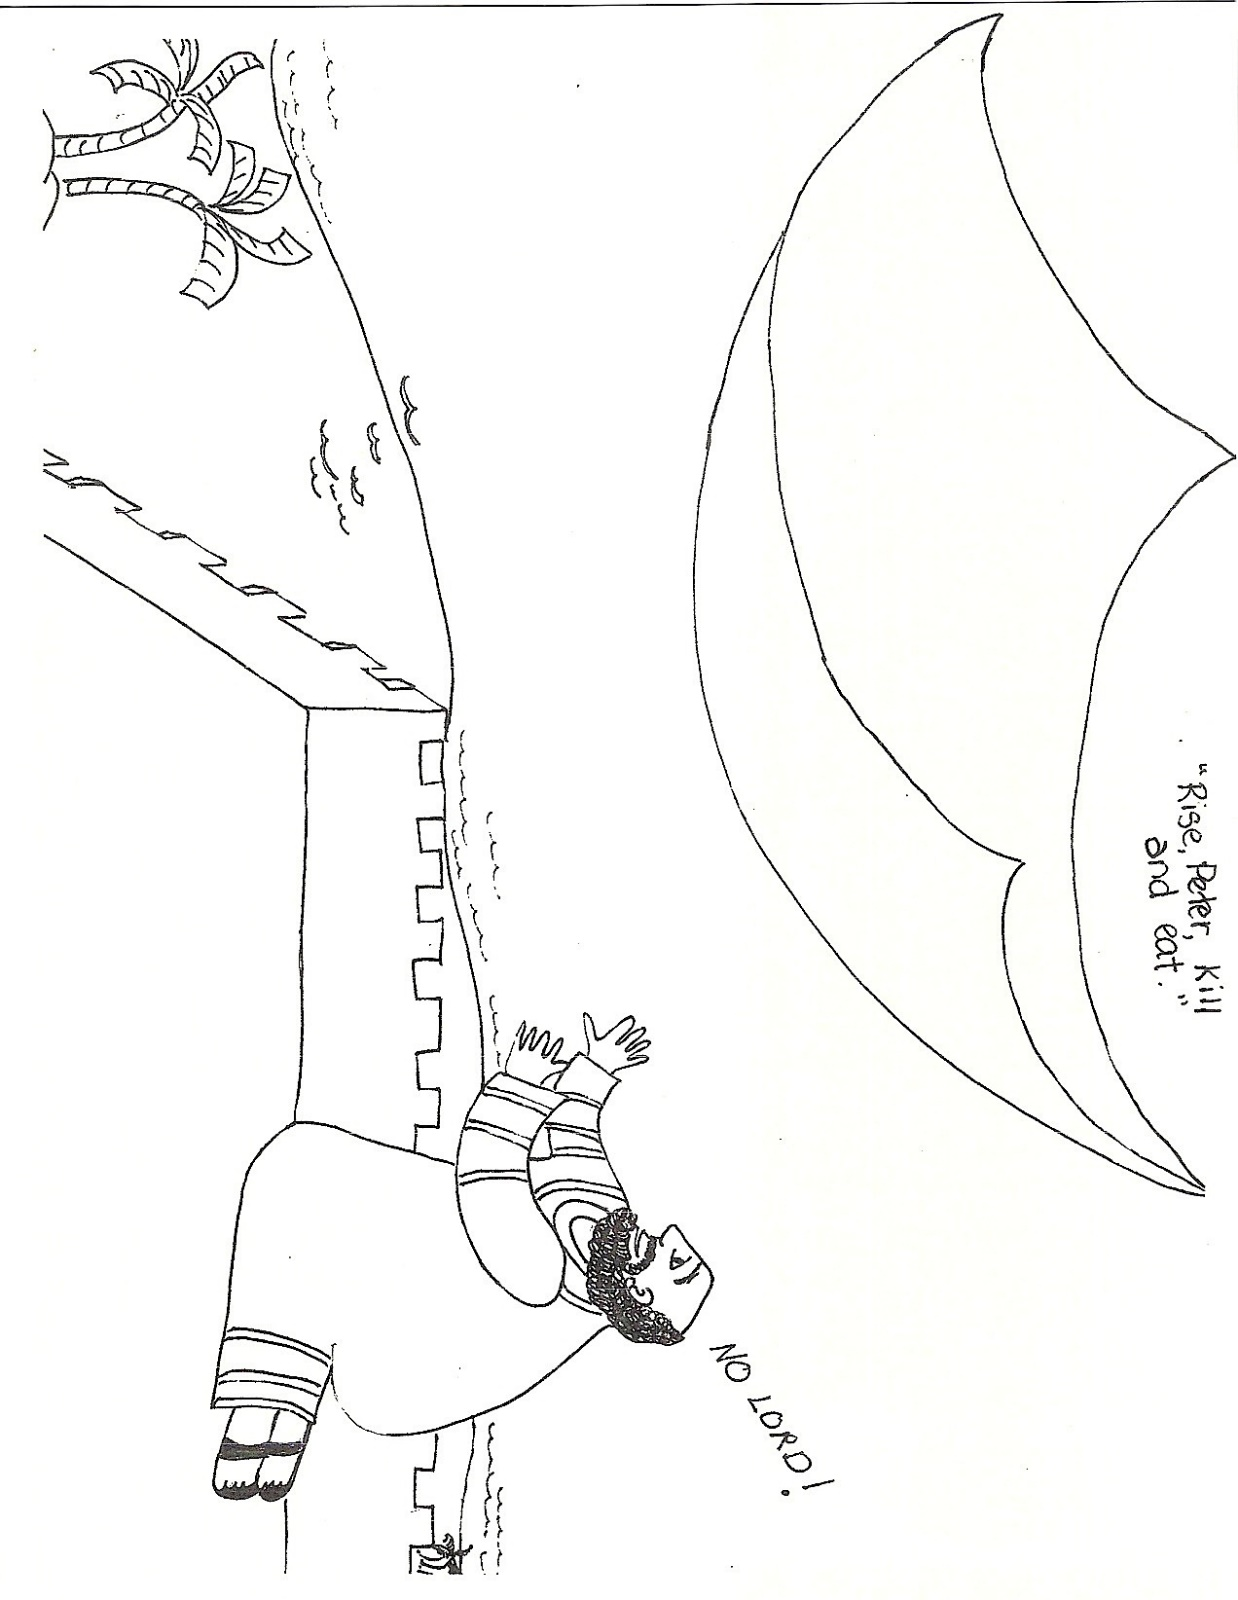 "Rise, Peter, Kill
and eat."
NO LORD!